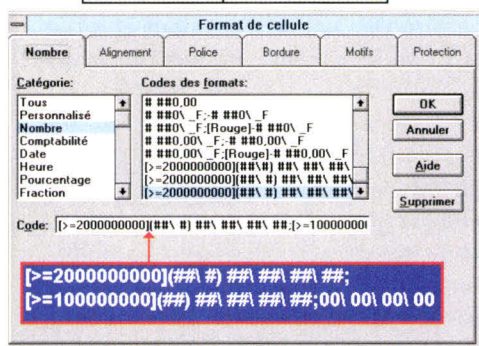 Format de cellule
Nombre Alignement Police Bordure Motifs Protection
Catégorie: Codes des formats:
Tous
Personnalisé
Nombre
Comptabilité
Date
Heure
Pourcentage
Fraction
# ##0,00
# ##0\ _F;-# ##0\ _F
# ##0\ _F;[Rouge]-# ##0\ _F
# ##0,00\ _F;-# ##0,00\ _F
# ##0,00\ _F;[Rouge]-# ##0,00\ _F
[>=2000000000](##\#) ##\ ##\ ##\
[>=2000000000](##\ #) ##\ ##\ ##\
[>=2000000000](##\ #) ##\ ##\ ##\
OK
Annuler
Aide
Supprimer
Code: [>=2000000000](##\ #) ##\ ##\ ##\ ##;[>=10000000
[>=2000000000](##\ #) ##\ ##\ ##\ ##;
[>=100000000](##) ##\ ##\ ##\ ##;00\ 00\ 00\ 00